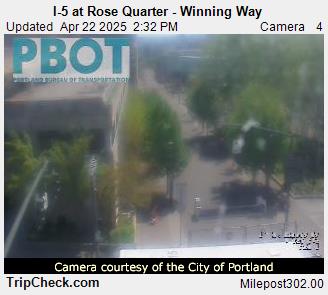 I-5 at Rose Quarter - Winning Way
Updated Apr 22 2025 2:32 PM Camera 4
PBOT
PORTLAND BUREAU OF TRANSPORTATION
Camera courtesy of the City of Portland
TripCheck.com Milepost302.00